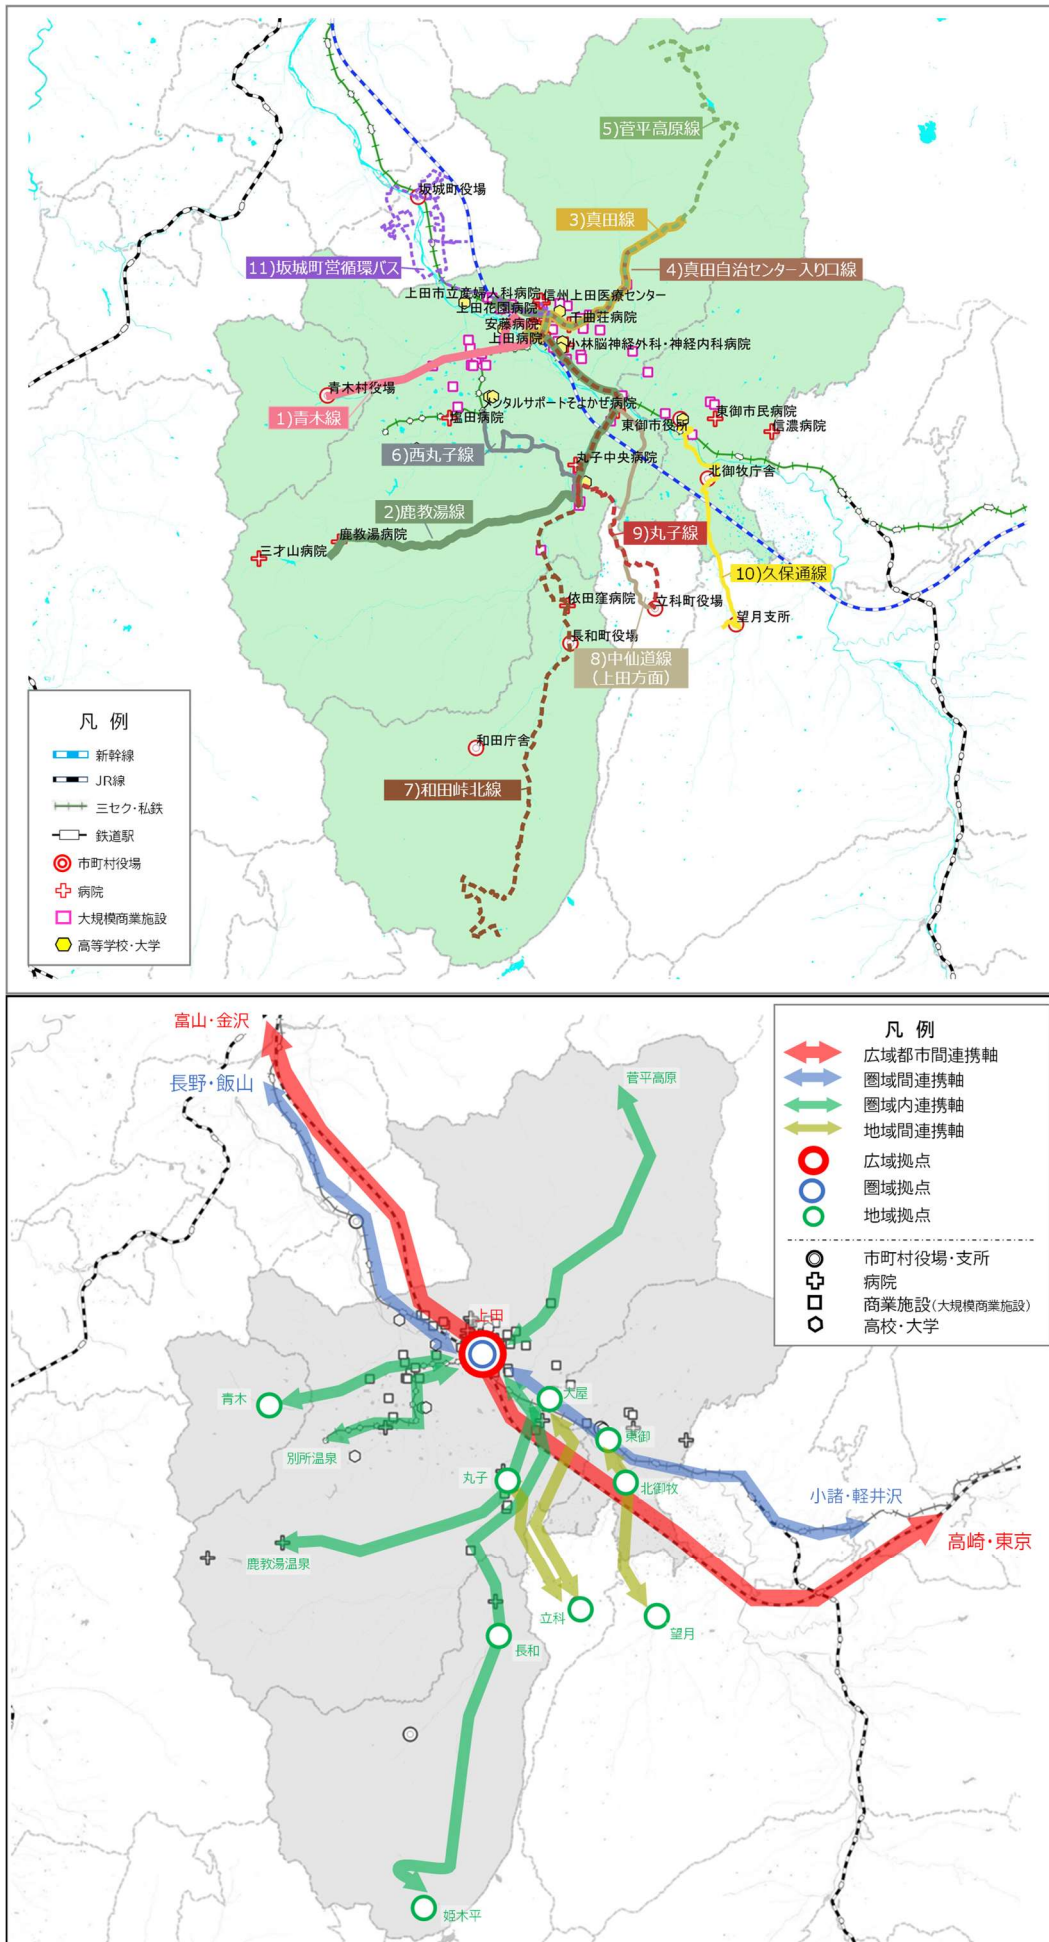 5)菅平高原線
坂城町役場
3)真田線
11)坂城町営循環バス
4)真田自治センター入り口線
上田市立産婦人科病院
信州上田医療センター
上田花園病院
千曲荘病院
安藤病院
上田病院
小林脳神経外科・神経内科病院
青木村役場
メンタルサポートそよかぜ病院
東御市民病院
1)青木線
塩田病院
東御市役所
信濃病院
6)西丸子線
丸子中央病院
北御牧庁舎
2)鹿教湯線
鹿教湯病院
9)丸子線
三才山病院
10)久保通線
依田窪病院
立科町役場
望月支所
長和町役場
8)中仙道線
(上田方面)
和田庁舎
7)和田峠北線
凡 例
新幹線
JR線
三セク・私鉄
鉄道駅
市町村役場
病院
大規模商業施設
高等学校・大学
富山・金沢
長野・飯山
菅平高原
凡 例
広域都市間連携軸
圏域間連携軸
圏域内連携軸
地域間連携軸
広域拠点
圏域拠点
地域拠点
市町村役場・支所
病院
商業施設(大規模商業施設)
高校・大学
上田
青木
大屋
東御
別所温泉
丸子
北御牧
小諸・軽井沢
高崎・東京
鹿教湯温泉
立科
望月
長和
姫木平